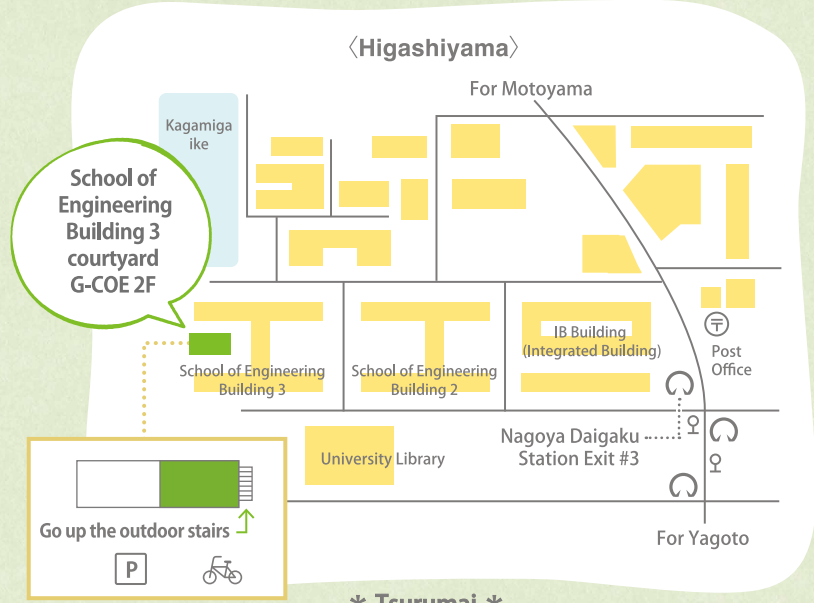 〈Higashiyama〉
For Motoyama
Kagamiga
ike
School of
Engineering
Building 3
courtyard
G-COE 2F
IB Building
(Integrated Building)
Post
Office
School of Engineering
Building 3
School of Engineering
Building 2
Nagoya Daigaku
Station Exit #3
University Library
Go up the outdoor stairs
P
For Yagoto
* Tsurumai *